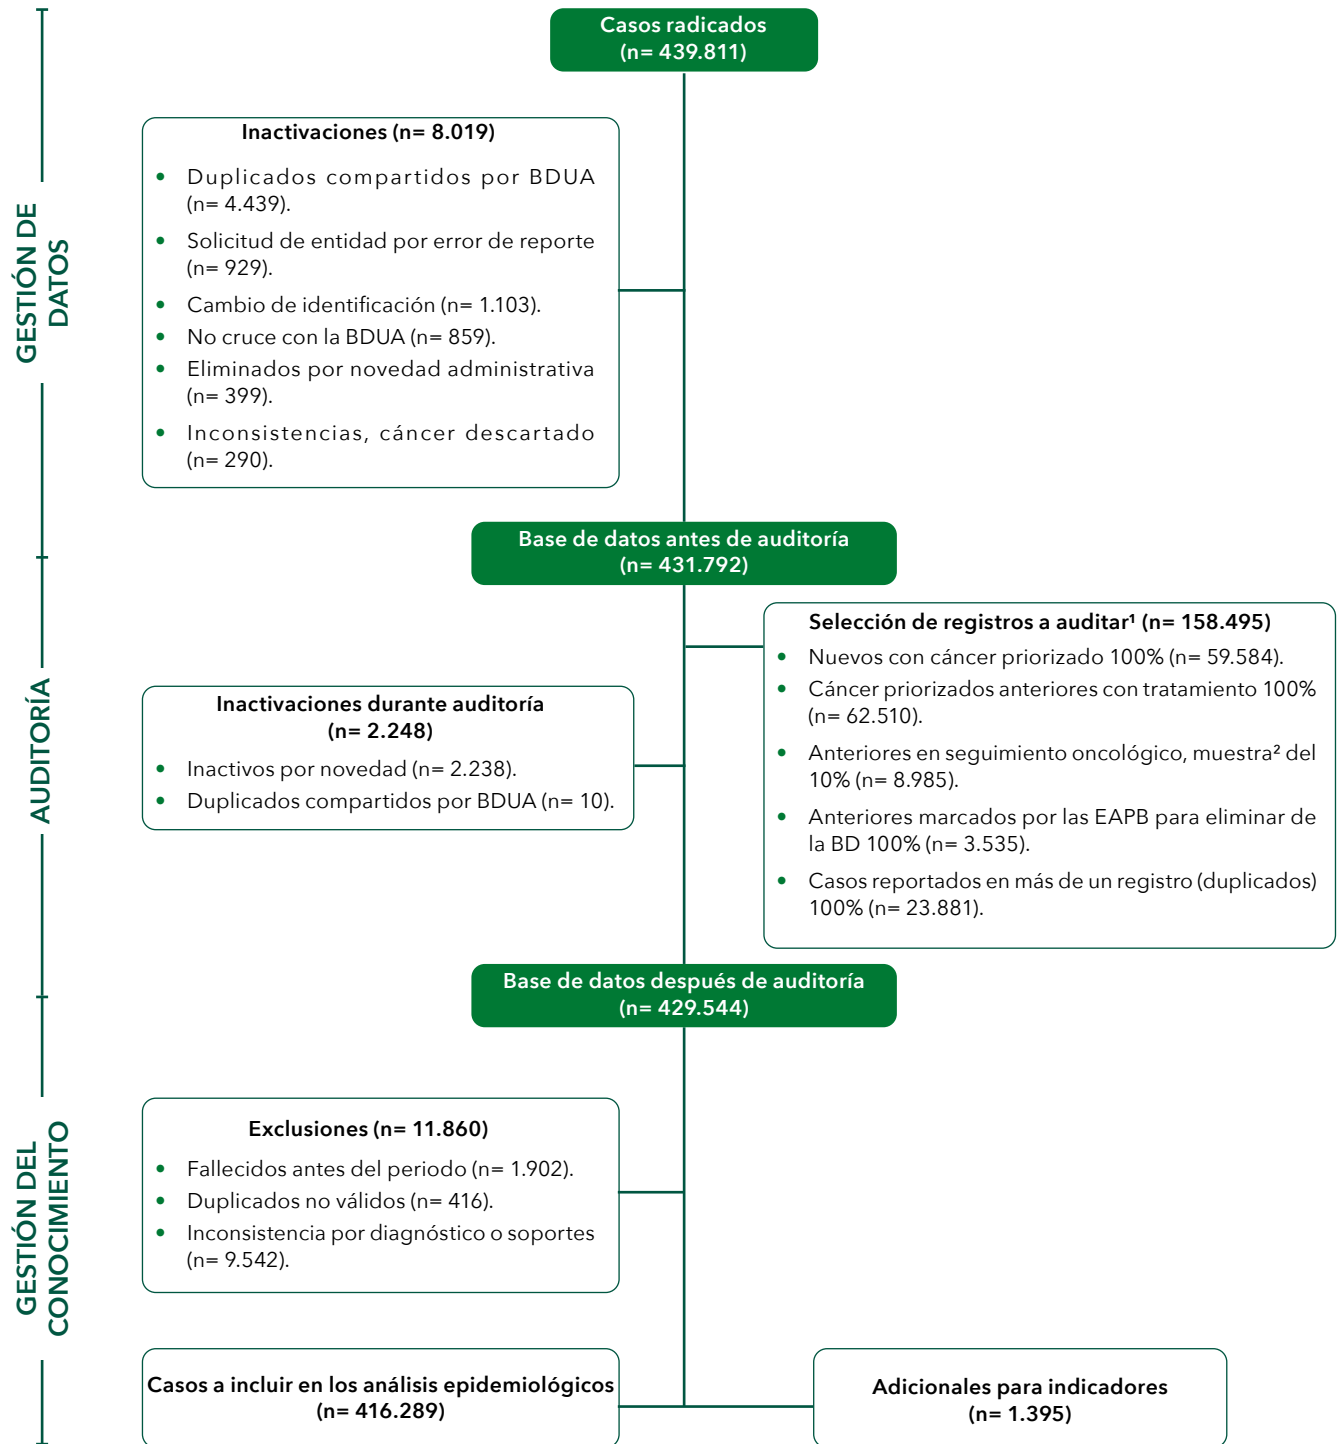 Casos radicados
(n= 439.811)
GESTIÓN DE
DATOS
Inactivaciones (n= 8.019)
• Duplicados compartidos por BDUA
(n= 4.439).
• Solicitud de entidad por error de reporte
(n= 929).
• Cambio de identificación (n= 1.103).
• No cruce con la BDUA (n= 859).
• Eliminados por novedad administrativa
(n= 399).
• Inconsistencias, cáncer descartado
(n= 290).
Base de datos antes de auditoría
(n= 431.792)
AUDITORÍA
Selección de registros a auditar¹ (n= 158.495)
• Nuevos con cáncer priorizado 100% (n= 59.584).
• Cáncer priorizados anteriores con tratamiento 100%
(n= 62.510).
• Anteriores en seguimiento oncológico, muestra² del
10% (n= 8.985).
• Anteriores marcados por las EAPB para eliminar de
la BD 100% (n= 3.535).
• Casos reportados en más de un registro (duplicados)
100% (n= 23.881).
Inactivaciones durante auditoría
(n= 2.248)
• Inactivos por novedad (n= 2.238).
• Duplicados compartidos por BDUA (n= 10).
Base de datos después de auditoría
(n= 429.544)
GESTIÓN DEL
CONOCIMIENTO
Exclusiones (n= 11.860)
• Fallecidos antes del periodo (n= 1.902).
• Duplicados no válidos (n= 416).
• Inconsistencia por diagnóstico o soportes
(n= 9.542).
Casos a incluir en los análisis epidemiológicos
(n= 416.289)
Adicionales para indicadores
(n= 1.395)